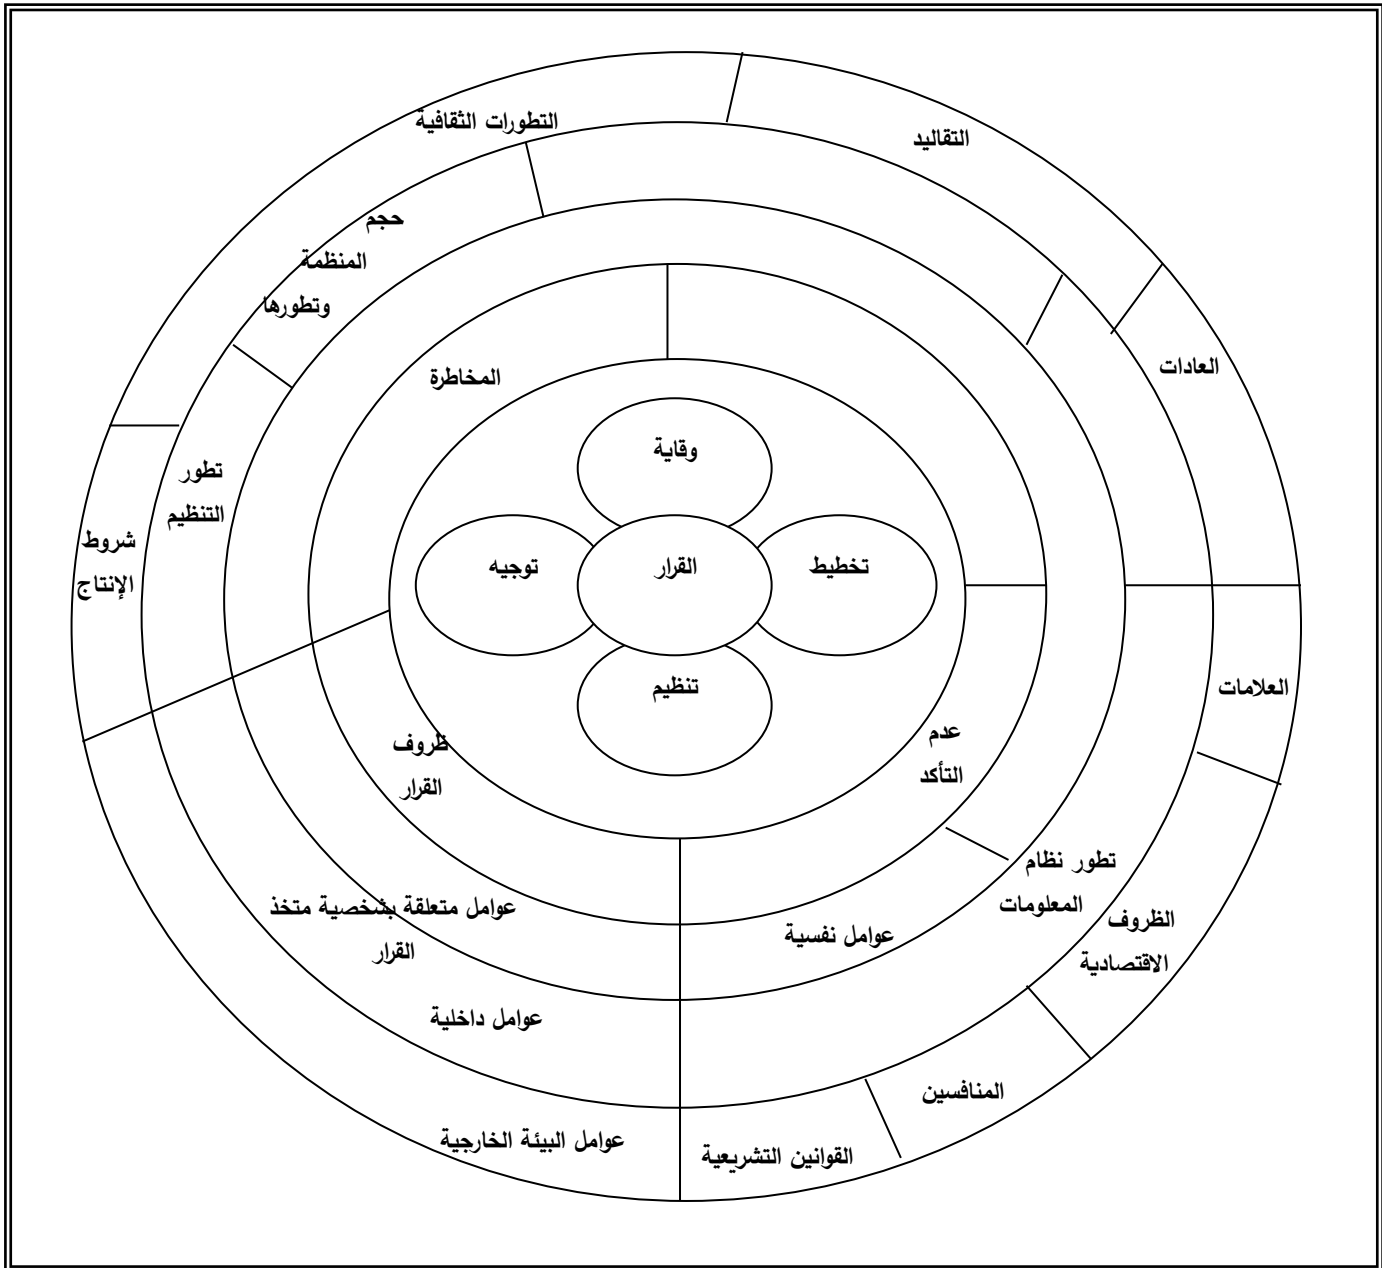 التطورات الثقافية
التقاليد
حجم
المنظمة
وتطورها
العادات
المخاطرة
وقاية
تطور
التنظيم
شروط
الإنتاج
توجيه
القرار
تخطيط
تنظيم
العلامات
ظروف
القرار
عدم
التأكد
تطور نظام
المعلومات
عوامل متعلقة بشخصية متخذ
القرار
عوامل نفسية
الظروف
الاقتصادية
عوامل داخلية
المنافسين
عوامل البيئة الخارجية
القوانين التشريعية